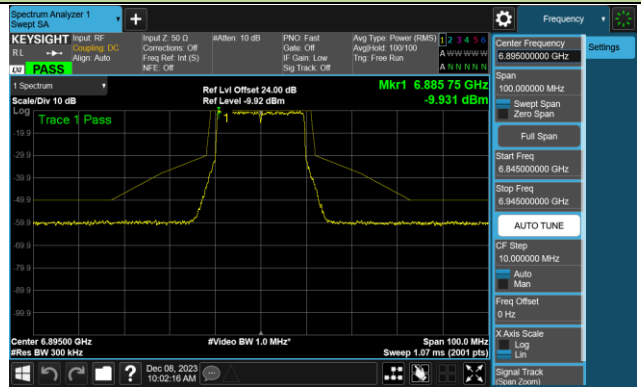 Spectrum Analyzer 1
Swept SA
+
Frequency
KEYSIGHT
RL
LXI PASS
Input: RF
Coupling: DC
Align: Auto
Input Z: 50 Ω
Corrections: Off
Freq Ref: Int (S)
NFE: Off
#Atten: 10 dB
PNO: Fast
Gate: Off
IF Gain: Low
Sig Track: Off
Avg Type: Power (RMS)
Avg|Hold: 100/100
Trig: Free Run
1 2 3 4 5 6
A W W W W W
A N N N N N
1 Spectrum
Scale/Div 10 dB
Ref Lvl Offset 24.00 dB
Ref Level -9.92 dBm
Mkr1 6.885 75 GHz
-9.931 dBm
Log
Trace 1 Pass
1
-19.9
-29.9
-39.9
-49.9
-59.9
-69.9
-79.9
-89.9
-99.9
Center 6.89500 GHz
#Res BW 300 kHz
#Video BW 1.0 MHz*
Span 100.0 MHz
Sweep 1.07 ms (2001 pts)
Dec 08, 2023
10:02:16 AM
?
Center Frequency
6.895000000 GHz
Settings
Span
100.000000 MHz
Swept Span
Zero Span
Full Span
Start Freq
6.845000000 GHz
Stop Freq
6.945000000 GHz
AUTO TUNE
CF Step
10.000000 MHz
Auto
Man
Freq Offset
0 Hz
X Axis Scale
Log
Lin
Signal Track
(Span Zoom)